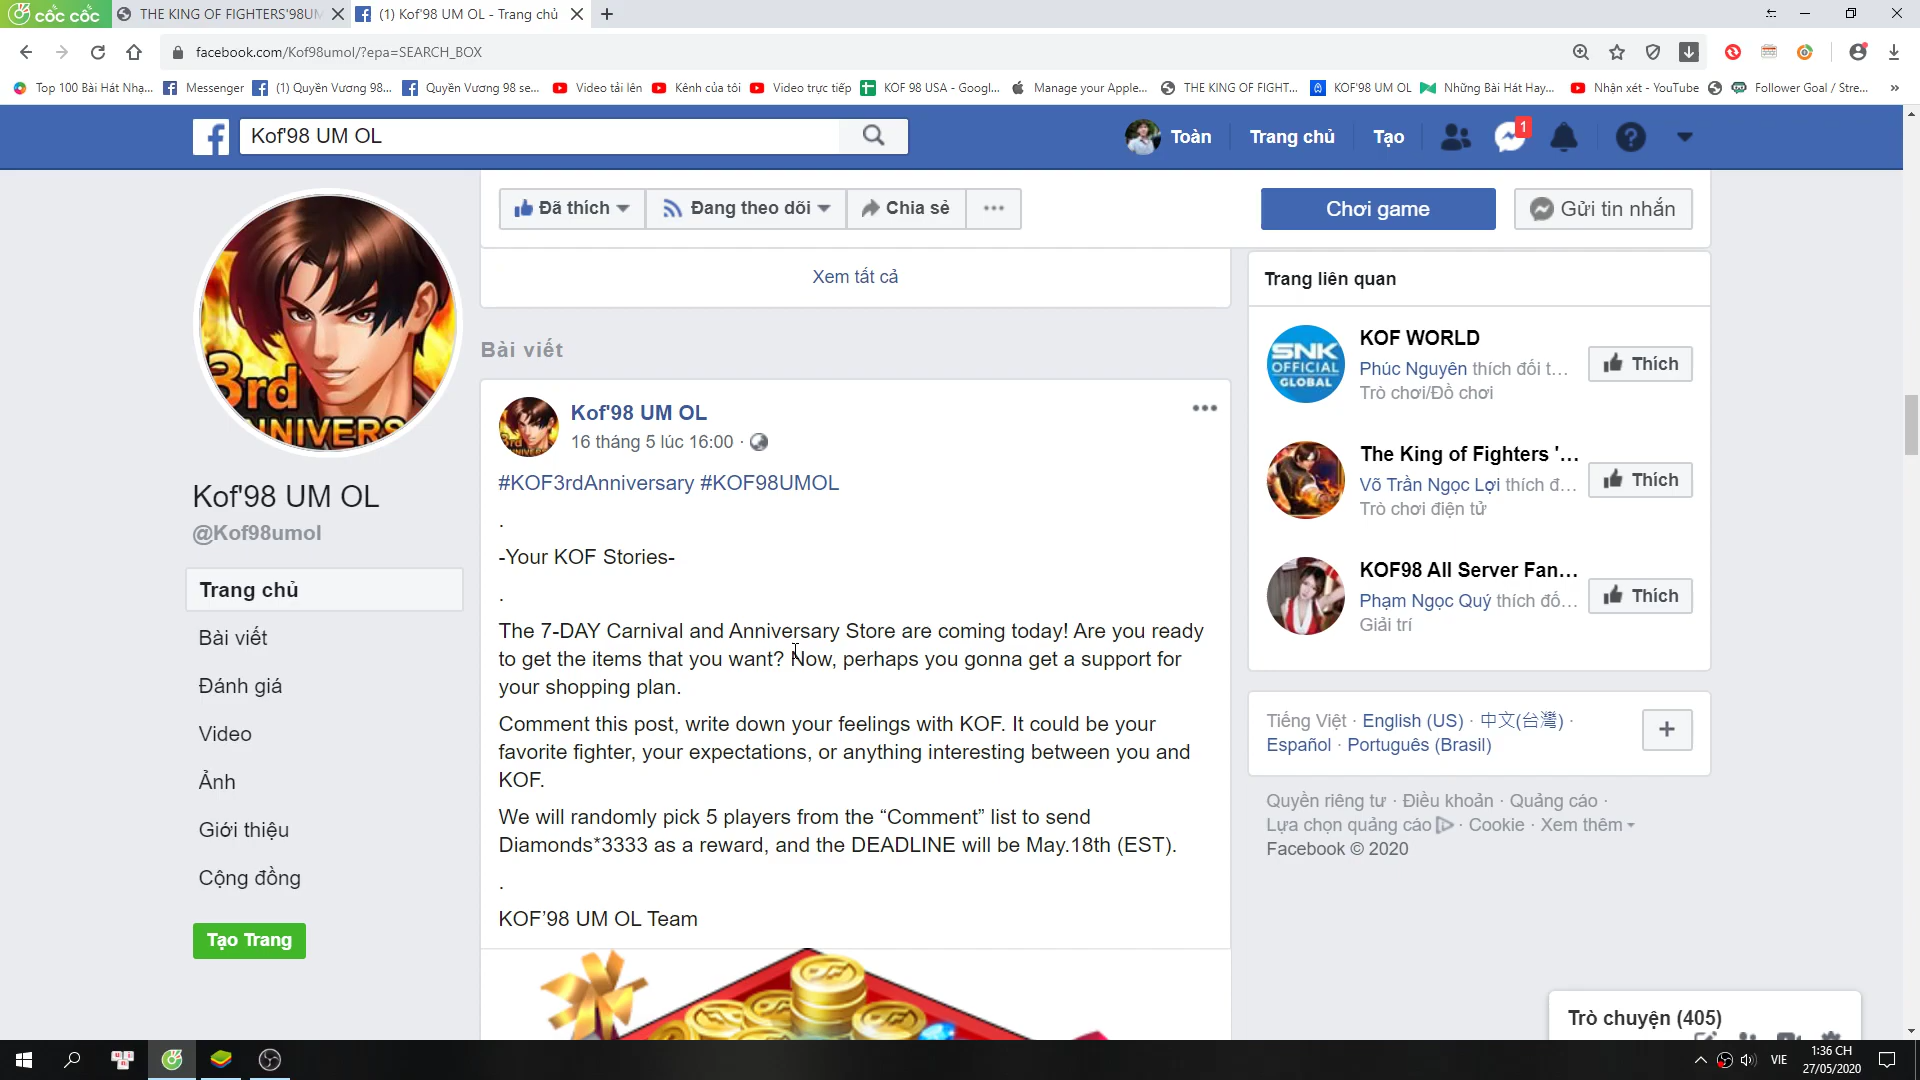 cốc cốc
THE KING OF FIGHTERS'98UM
(1) Kof'98 UM OL - Trang chủ
facebook.com/Kof98umol/?epa=SEARCH_BOX
Top 100 Bài Hát Nhạ...
Messenger
(1) Quyền Vương 98...
Quyền Vương 98 se...
Video tải lên
Kênh của tôi
Video trực tiếp
KOF 98 USA - Googl...
Manage your Apple...
THE KING OF FIGHT...
KOF'98 UM OL
Những Bài Hát Hay...
Nhận xét - YouTube
Follower Goal / Stre...
»
Kof'98 UM OL
Toàn
Trang chủ
Tạo
1
Đã thích
Đang theo dõi
Chia sẻ
Chơi game
Gửi tin nhắn
Xem tất cả
3rd
ANNIVERS
Kof'98 UM OL
@Kof98umol
Trang chủ
Bài viết
Đánh giá
Video
Ảnh
Giới thiệu
Cộng đồng
Tạo Trang
Bài viết
Kof'98 UM OL
16 tháng 5 lúc 16:00 ·
#KOF3rdAnniversary #KOF98UMOL
.
-Your KOF Stories-
.
The 7-DAY Carnival and Anniversary Store are coming today! Are you ready
to get the items that you want? Now, perhaps you gonna get a support for
your shopping plan.
Comment this post, write down your feelings with KOF. It could be your
favorite fighter, your expectations, or anything interesting between you and
KOF.
We will randomly pick 5 players from the “Comment” list to send
Diamonds*3333 as a reward, and the DEADLINE will be May.18th (EST).
.
KOF’98 UM OL Team
Trang liên quan
SNK
OFFICIAL
GLOBAL
KOF WORLD
Phúc Nguyên thích đối t...
Trò chơi/Đồ chơi
Thích
The King of Fighters '...
Võ Trần Ngọc Lợi thích đ...
Trò chơi điện tử
Thích
KOF98 All Server Fan...
Phạm Ngọc Quý thích đố...
Giải trí
Thích
Tiếng Việt · English (US) · 中文(台灣) ·
Español · Português (Brasil)
Quyền riêng tư · Điều khoản · Quảng cáo ·
Lựa chọn quảng cáo · Cookie · Xem thêm
Facebook © 2020
Trò chuyện (405)
VIE
1:36 CH
27/05/2020